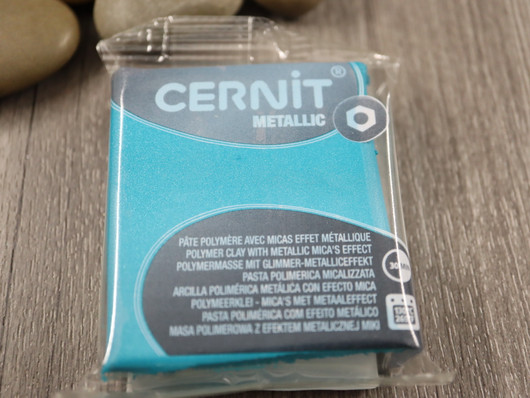 CERNIT®
METALLIC
PÂTE POLYMÈRE AVEC MICAS EFFET MÉTALLIQUE
POLYMER CLAY WITH METALLIC MICA'S EFFECT
POLYMERMASSE MIT GLIMMER-METALLICEFFEKT
PASTA POLIMERICA MICALIZZATA
ARCILLA POLIMÉRICA METÁLICA CON EFECTO MICA
POLYMEERKLEI - MICA'S MET METAALEFFECT
PASTA POLIMÉRICA COM EFEITO METÁLICO
MASA POLIMEROWA Z EFEKTEM METALICZNEJ MIKI